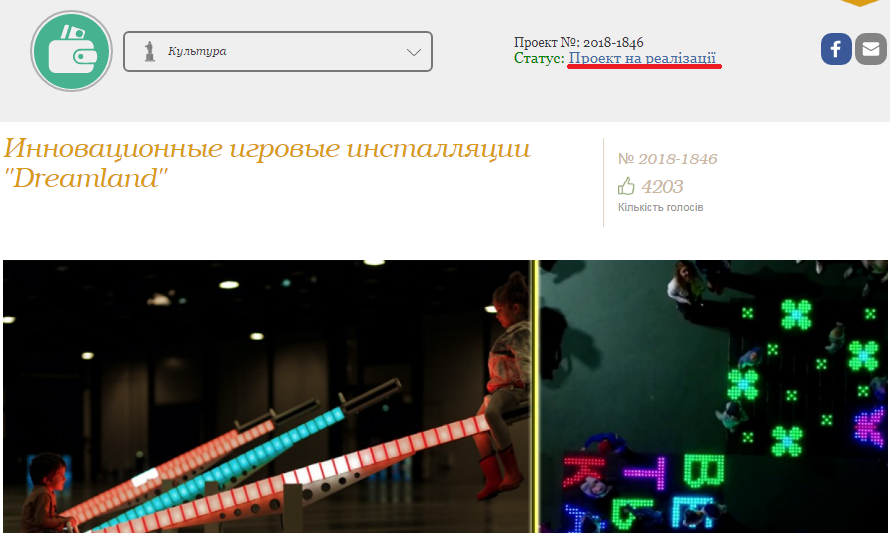 Культура
Проект №: 2018-1846
Статус: Проект на реалізації
Инновационные игровые инсталляции
"Dreamland"
№ 2018-1846
4203
Кількість голосів